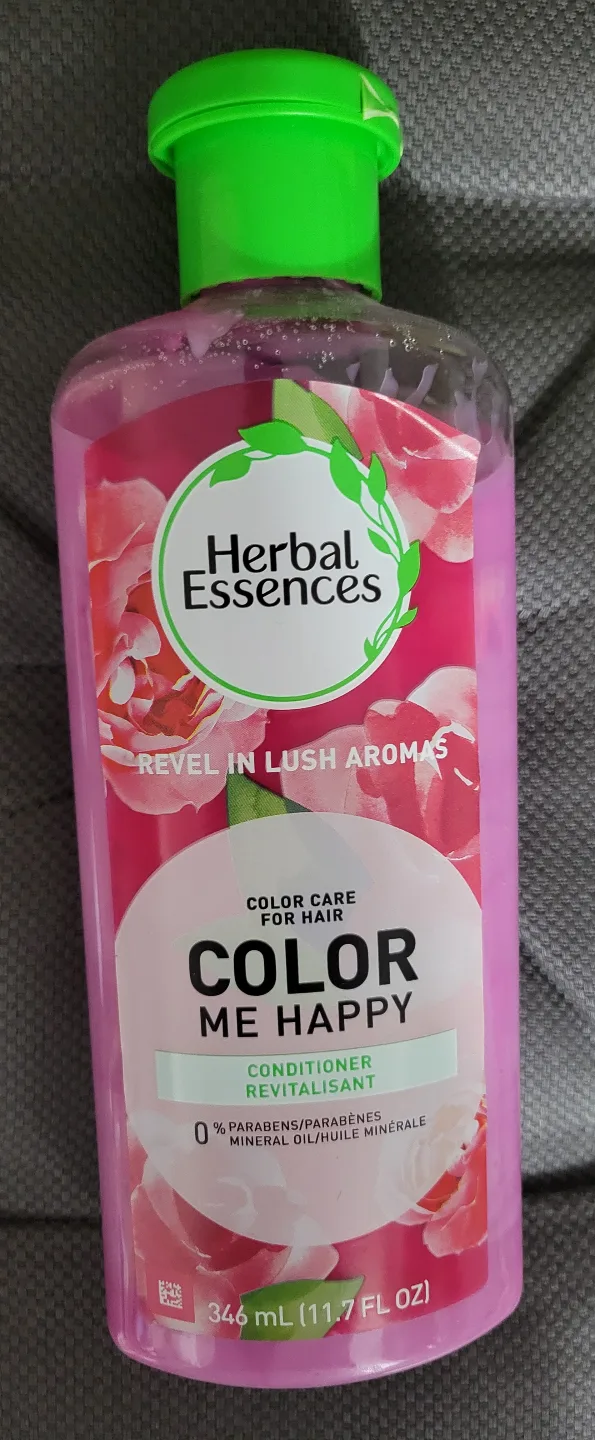 Herbal
Essences
REVEL IN LUSH AROMAS
COLOR CARE
FOR HAIR
COLOR
ME HAPPY
CONDITIONER
REVITALISANT
0% PARABENS/PARABÈNES
MINERAL OIL/HUILE MINÉRALE
346 mL (11.7 FL OZ)